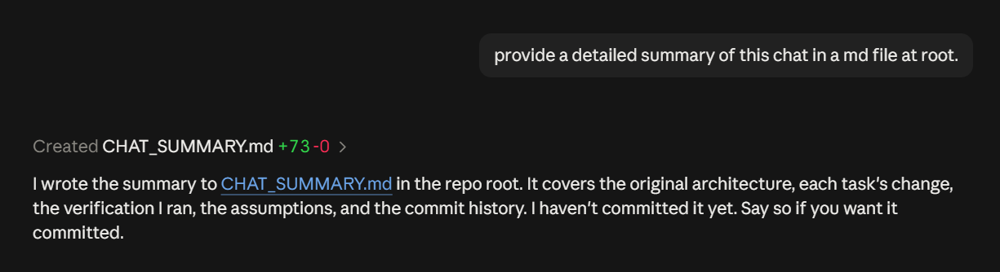 provide a detailed summary of this chat in a md file at root.
Created CHAT_SUMMARY.md +73 -0
I wrote the summary to CHAT_SUMMARY.md in the repo root. It covers the original architecture, each task's change,
the verification I ran, the assumptions, and the commit history. I haven't committed it yet. Say so if you want it
committed.